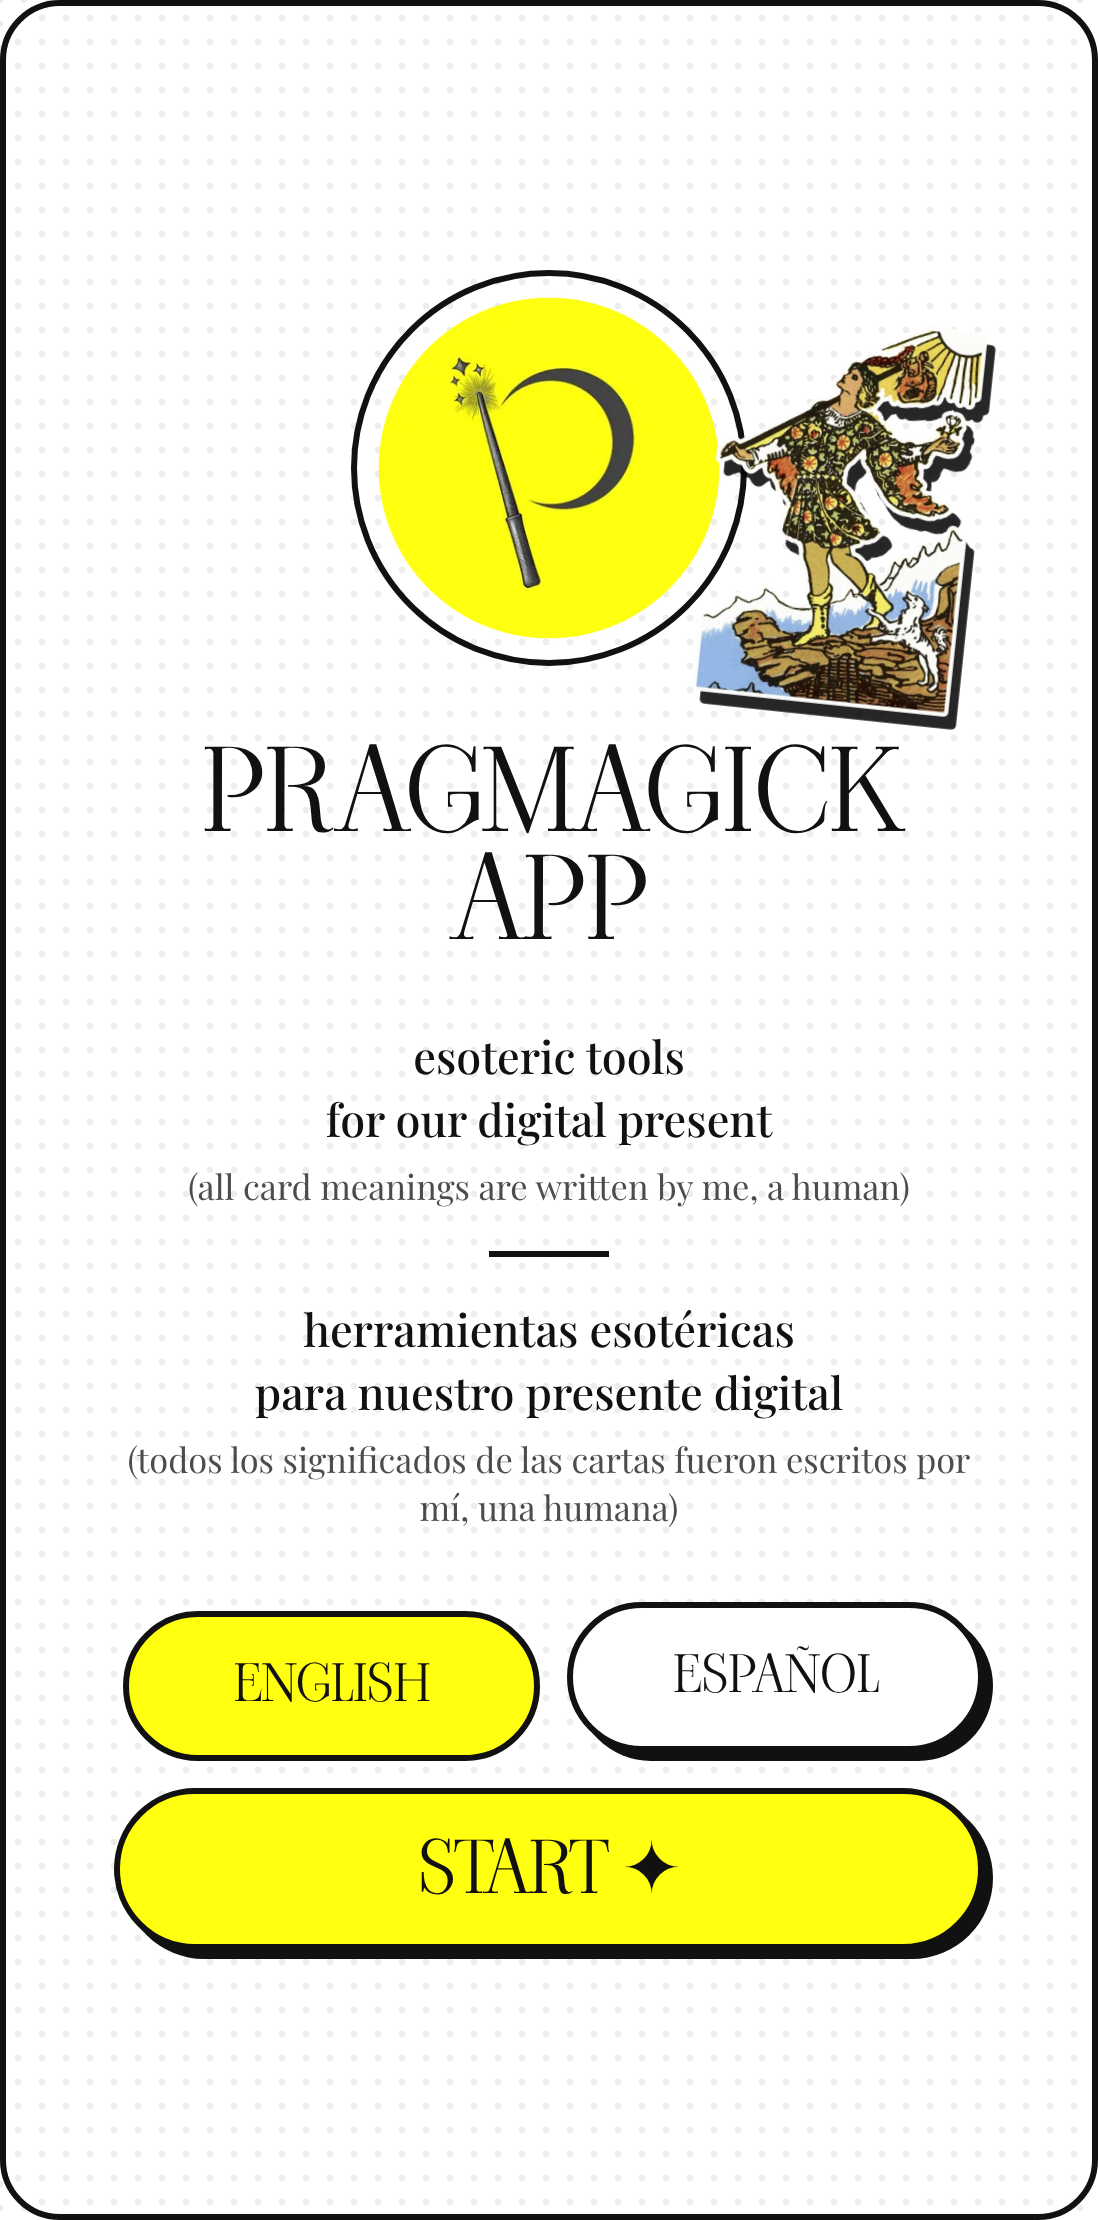 PRAGMAGICK
APP
esoteric tools
for our digital present
(all card meanings are written by me, a human)
herramientas esotéricas
para nuestro presente digital
(todos los significados de las cartas fueron escritos por
mí, una humana)
ENGLISH
ESPAÑOL
START ✦